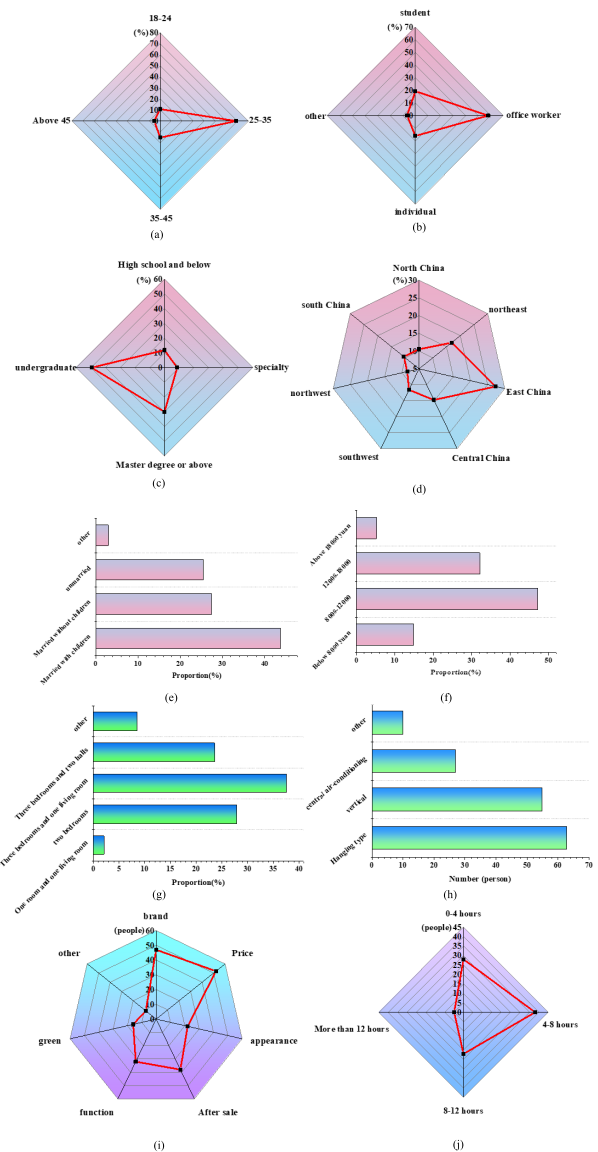 18-24
(%) 80
70
60
50
40
30
20
10
0
Above 45
25-35
35-45
(a)
student
(%) 70
60
50
40
30
20
10
0
other
office worker
individual
(b)
High school and below
(%) 60
50
40
30
20
10
0
undergraduate
specialty
Master degree or above
(c)
North China
(%) 30
25
20
15
10
5
south China
northeast
northwest
East China
southwest
Central China
(d)
other
unmarried
Married without children
Married with children
0 10 20 30 40
Proportion(%)
(e)
Above 18000 yuan
12000-18000
8000-12000
Below 8000 yuan
0 10 20 30 40 50
Proportion(%)
(f)
other
Three bedrooms and two halls
Three bedrooms and one living room
two bedrooms
One room and one living room
0 5 10 15 20 25 30 35 40
Proportion(%)
(g)
other
central air-conditioning
vertical
Hanging type
0 10 20 30 40 50 60 70
Number (person)
(h)
brand
(people) 60
50
40
30
20
10
0
other
Price
green
appearance
function
After sale
(i)
0-4 hours
(people) 45
40
35
30
25
20
15
10
5
0
More than 12 hours
4-8 hours
8-12 hours
(j)